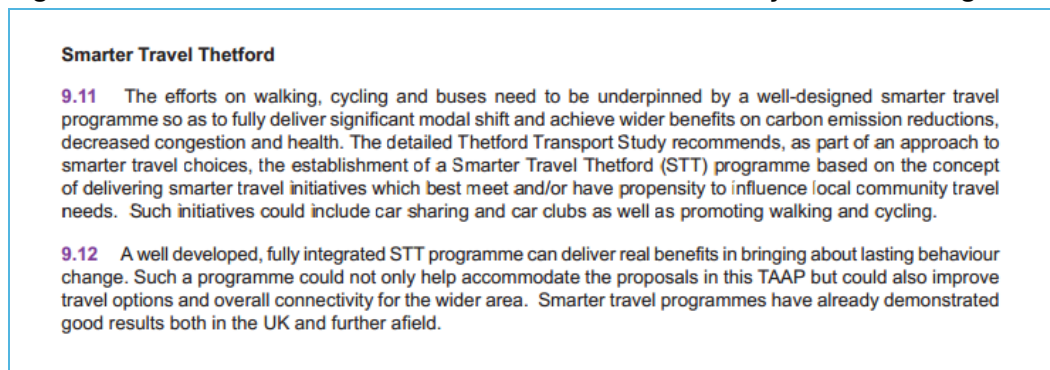 Smarter Travel Thetford
9.11 The efforts on walking, cycling and buses need to be underpinned by a well-designed smarter travel
programme so as to fully deliver significant modal shift and achieve wider benefits on carbon emission reductions,
decreased congestion and health. The detailed Thetford Transport Study recommends, as part of an approach to
smarter travel choices, the establishment of a Smarter Travel Thetford (STT) programme based on the concept
of delivering smarter travel initiatives which best meet and/or have propensity to influence local community travel
needs. Such initiatives could include car sharing and car clubs as well as promoting walking and cycling.
9.12 A well developed, fully integrated STT programme can deliver real benefits in bringing about lasting behaviour
change. Such a programme could not only help accommodate the proposals in this TAAP but could also improve
travel options and overall connectivity for the wider area. Smarter travel programmes have already demonstrated
good results both in the UK and further afield.